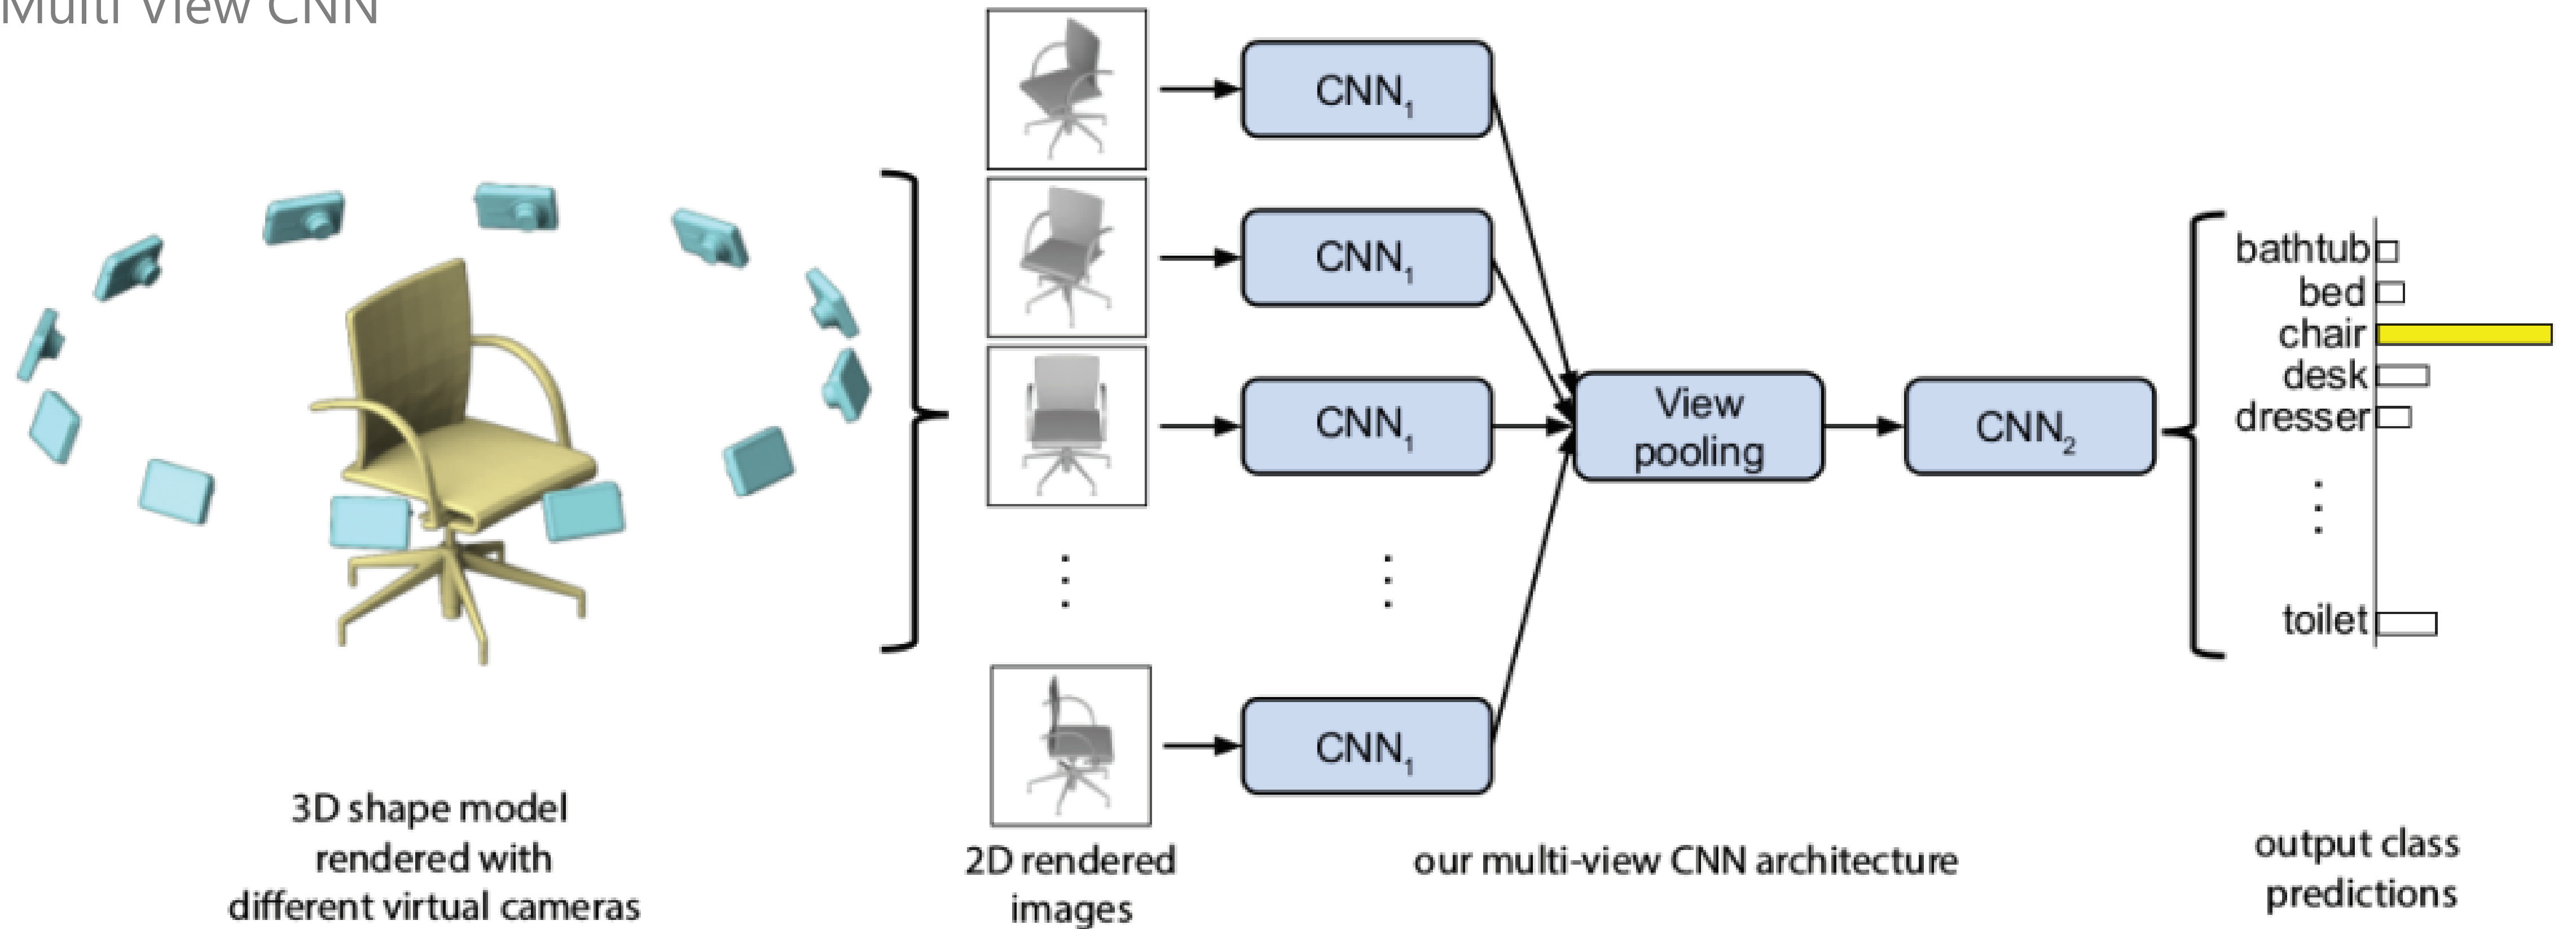 Multi View CNN
CNN₁
CNN₁
CNN₁
CNN₁
View
pooling
CNN₂
bathtub
bed
chair
desk
dresser
toilet
3D shape model
rendered with
different virtual cameras
2D rendered
images
our multi-view CNN architecture
output class
predictions